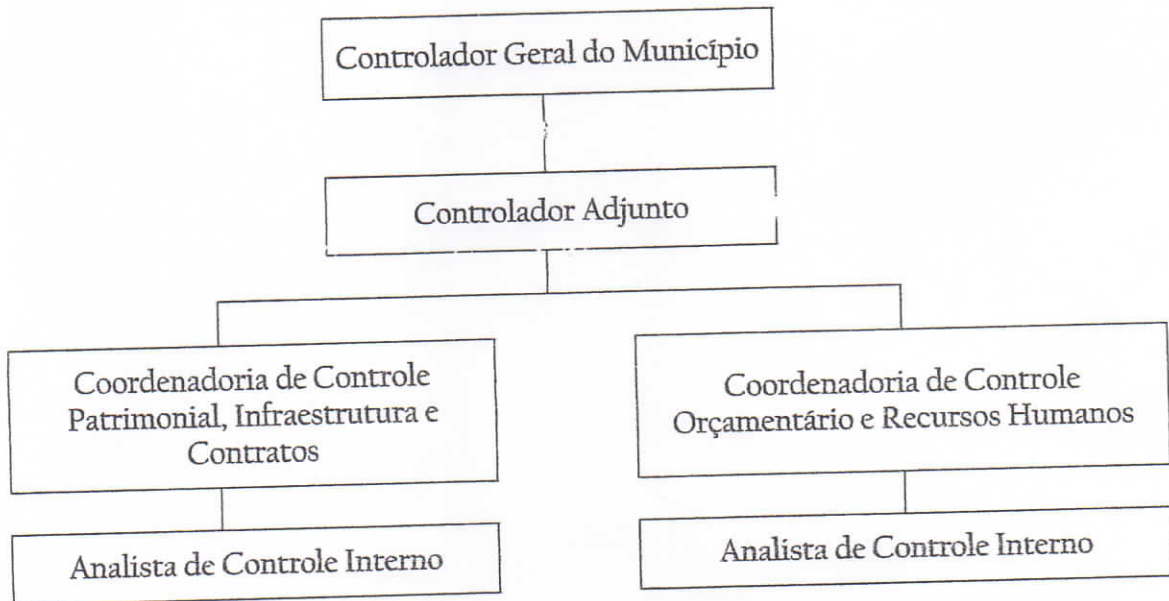 Controlador Geral do Município
Controlador Adjunto
Coordenadoria de Controle
Patrimonial, Infraestrutura e
Contratos
Coordenadoria de Controle
Orçamentário e Recursos Humanos
Analista de Controle Interno
Analista de Controle Interno